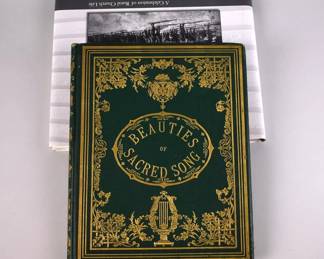 A Celebration of Rural Church Life
BEAUTIES
OF
SACRED SONG